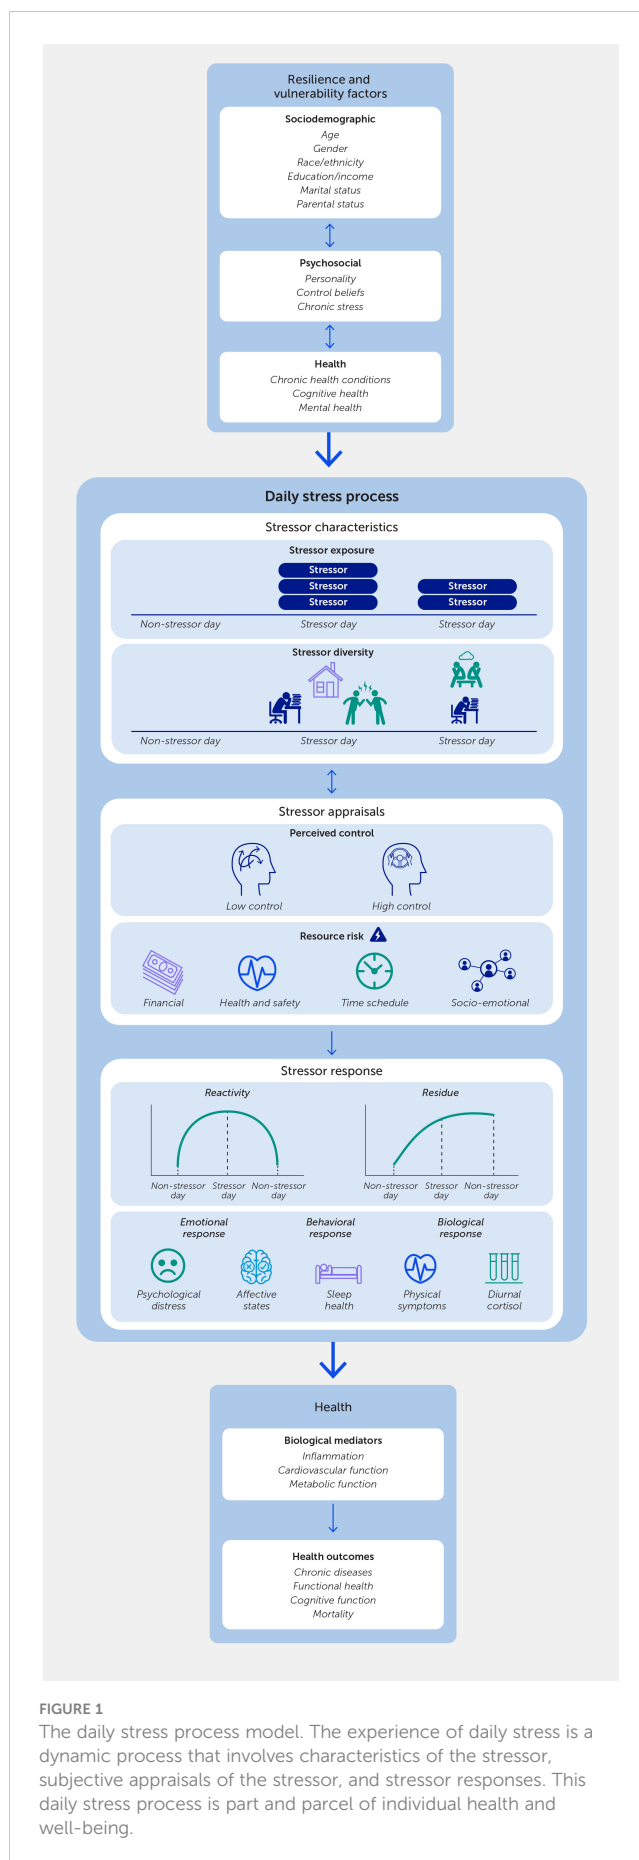 Resilience and
vulnerability factors
Sociodemographic
Age
Gender
Race/ethnicity
Education/income
Marital status
Parental status
Psychosocial
Personality
Control beliefs
Chronic stress
Health
Chronic health conditions
Cognitive health
Mental health
Daily stress process
Stressor characteristics
Stressor exposure
Stressor
Stressor Stressor
Stressor Stressor
Non-stressor day Stressor day Stressor day
Stressor diversity
Non-stressor day Stressor day Stressor day
Stressor appraisals
Perceived control
Low control High control
Resource risk
Financial Health and safety Time schedule Socio-emotional
Stressor response
Reactivity Residue
Non-stressor day Stressor day Non-stressor day
Non-stressor day Stressor day Non-stressor day
Emotional response Behavioral response Biological response
Psychological distress Affective states Sleep health Physical symptoms Diurnal cortisol
Health
Biological mediators
Inflammation
Cardiovascular function
Metabolic function
Health outcomes
Chronic diseases
Functional health
Cognitive function
Mortality
FIGURE 1
The daily stress process model. The experience of daily stress is a
dynamic process that involves characteristics of the stressor,
subjective appraisals of the stressor, and stressor responses. This
daily stress process is part and parcel of individual health and
well-being.